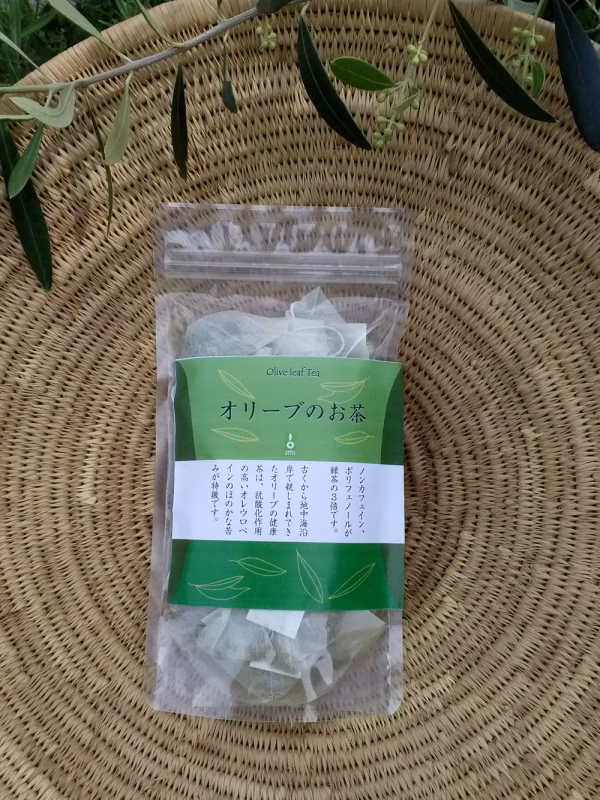 Olive leaf Tea
オリーブのお茶
ノンカフェイン、
ポリフェノールが
緑茶の3倍です。
古くから地中海沿
岸で親しまれてき
たオリーブの健康
茶は、抗酸化作用
の高いオレウロペ
インのほのかな苦
みが特徴です。